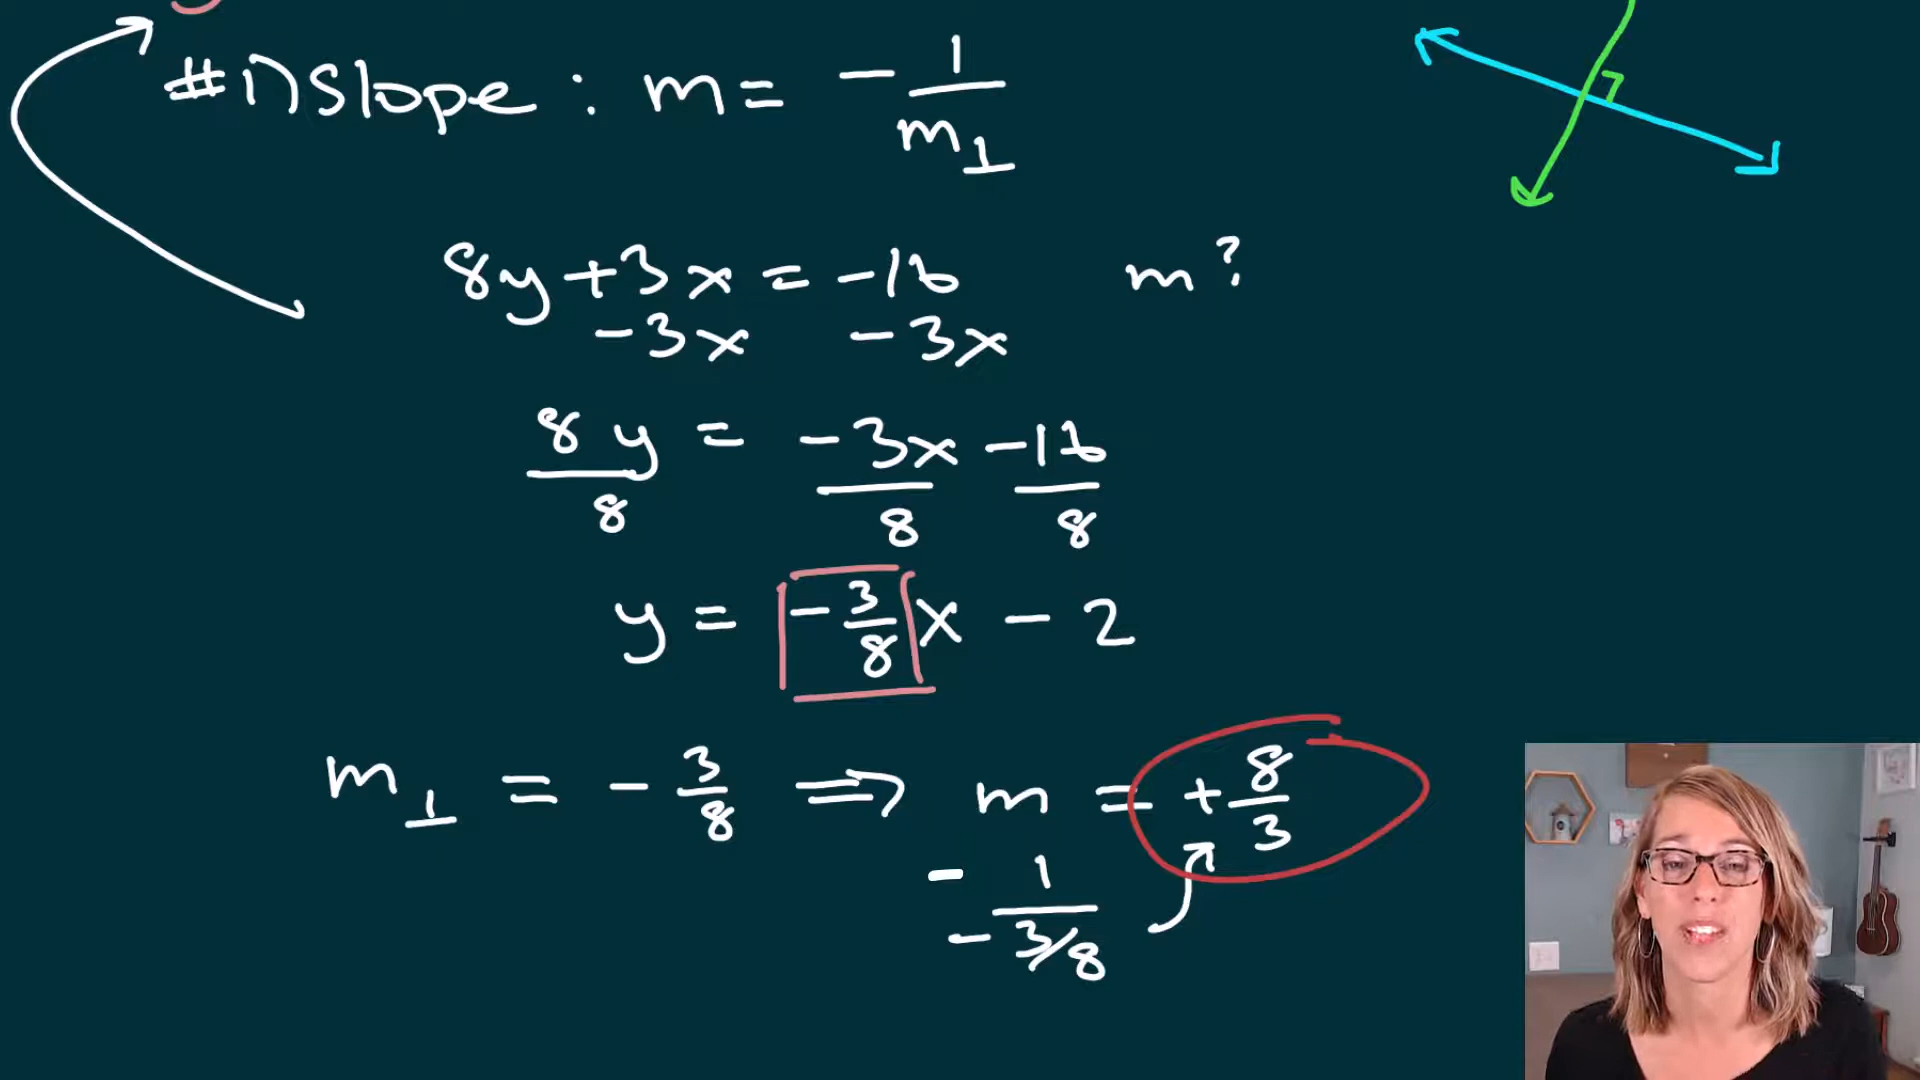 #1) Slope : m = - 1/m⊥
8y + 3x = -16 m?
-3x -3x
8y/8 = -3x/8 -16/8
y = -3/8 x - 2
m⊥ = - 3/8 ⟹ m = + 8/3
- 1/(- 3/8)